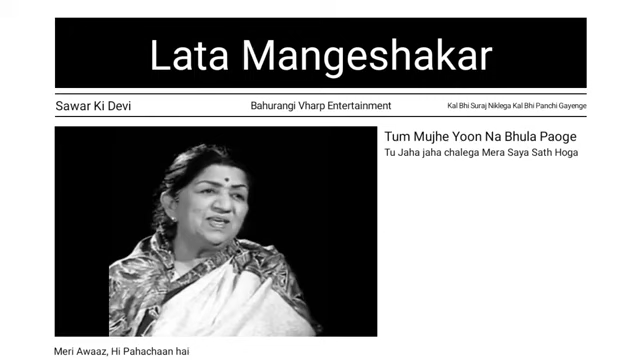 Lata Mangeshakar
Sawar Ki Devi
Bahurangi Vharp Entertainment
Kal Bhi Suraj Niklega Kal Bhi Panchi Gayenge
Tum Mujhe Yoon Na Bhula Paoge
Tu Jaha jaha chalega Mera Saya Sath Hoga
Meri Awaaz, Hi Pahachaan hai